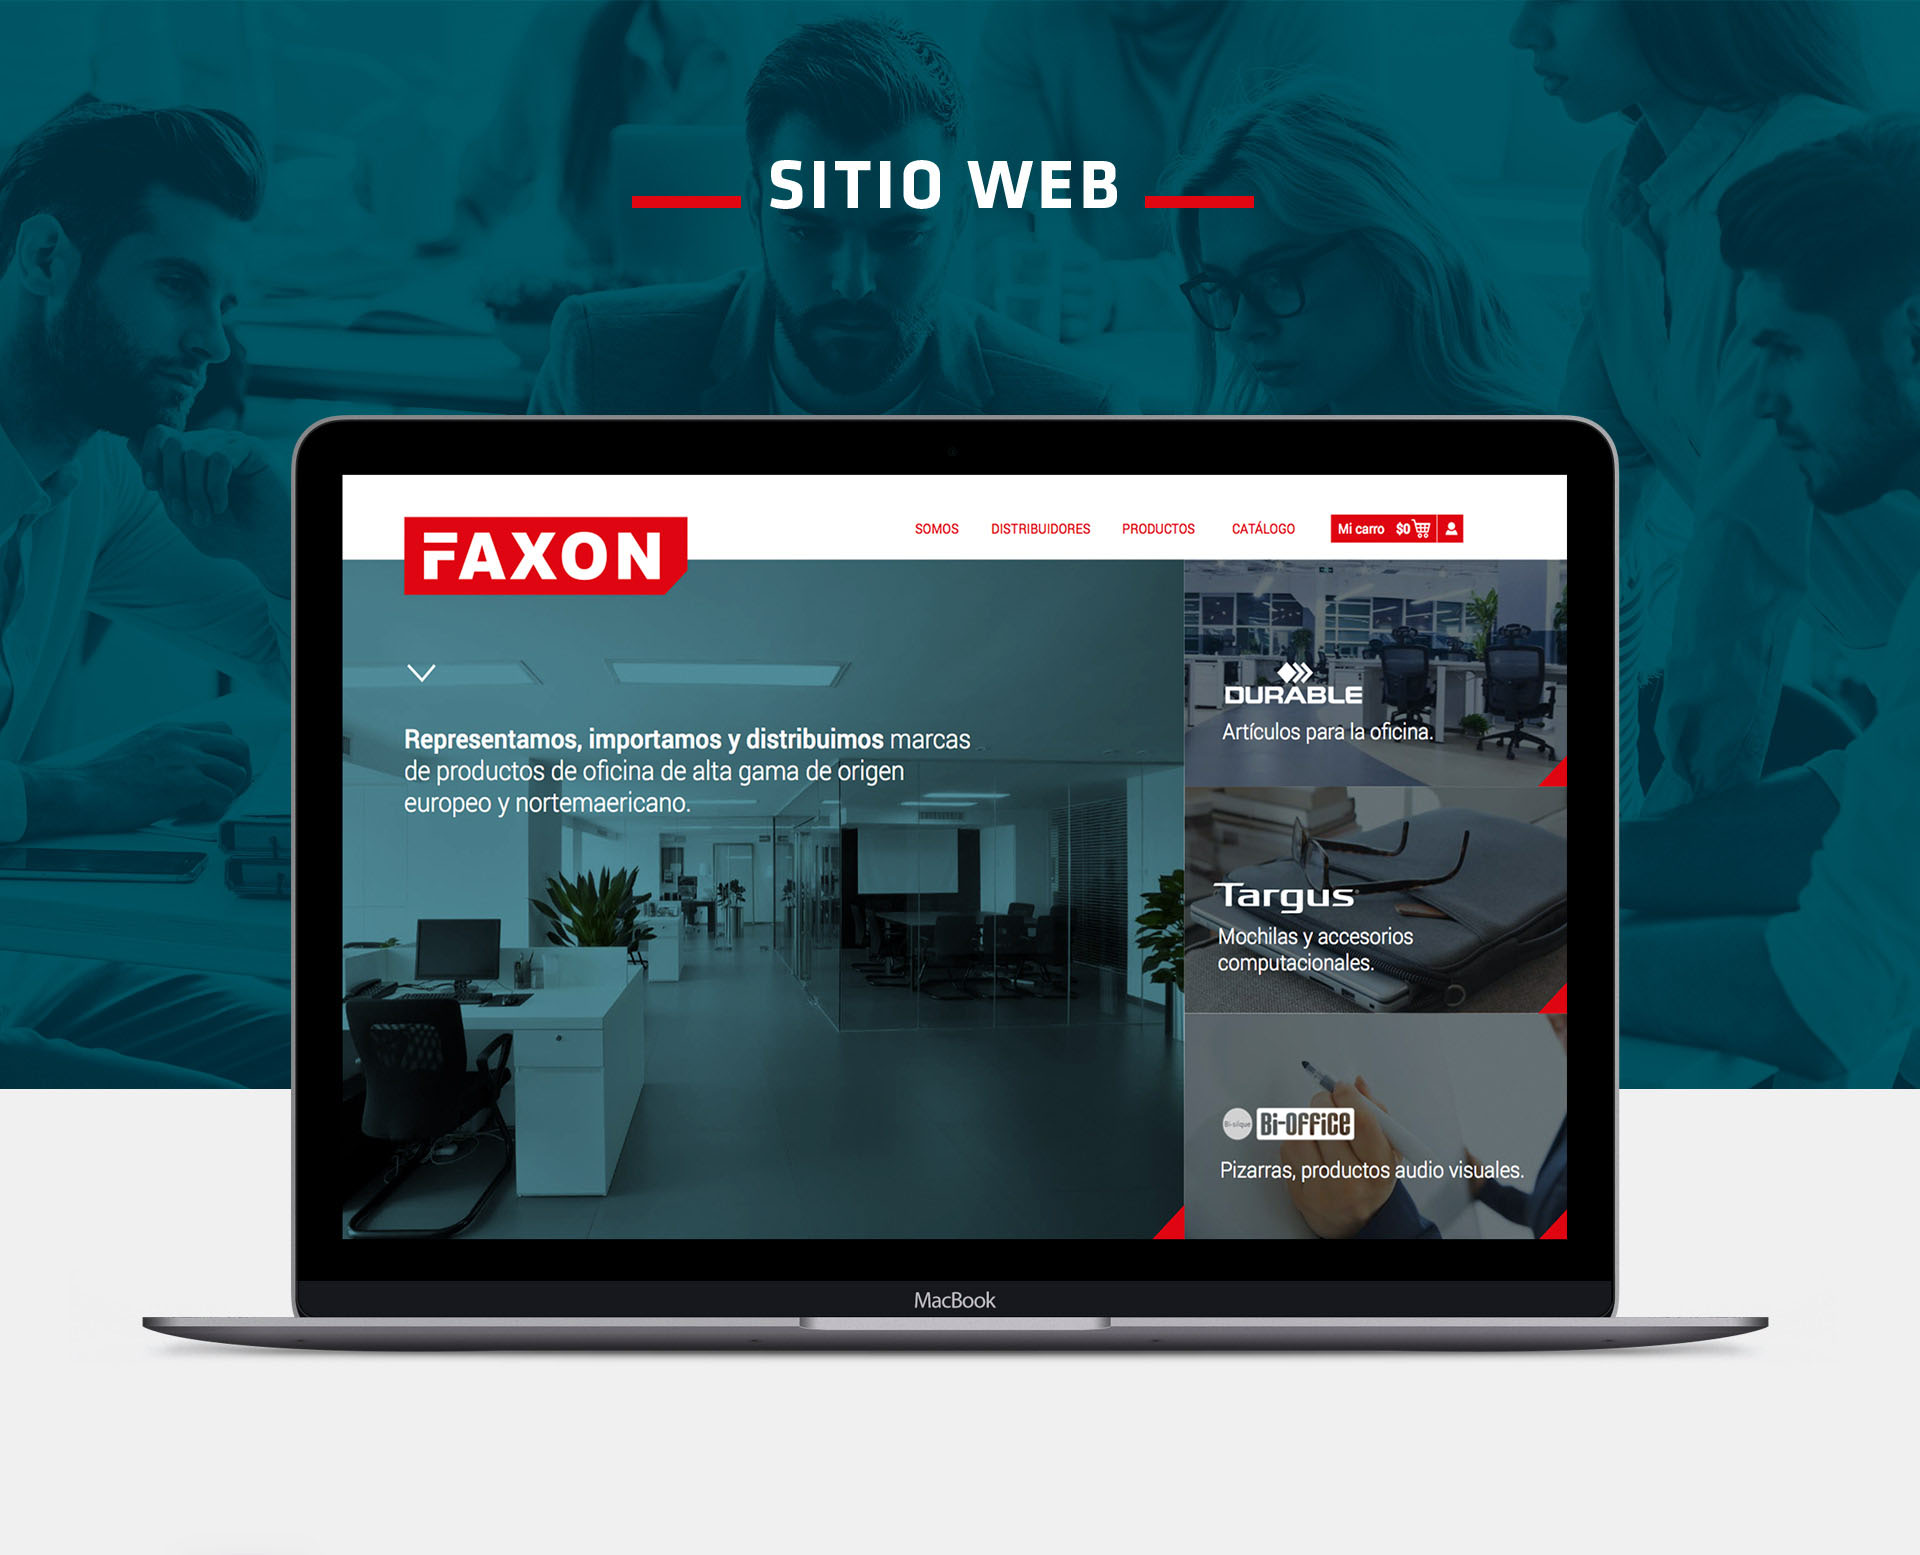 SITIO WEB
FAXON
SOMOS
DISTRIBUIDORES
PRODUCTOS
CATÁLOGO
Mi carro $0
Representamos, importamos y distribuimos marcas
de productos de oficina de alta gama de origen
europeo y nortemaericano.
DURABLE
Artículos para la oficina.
Targus
Mochilas y accesorios
computacionales.
Bi-silque Bi-OFFiCE
Pizarras, productos audio visuales.
MacBook